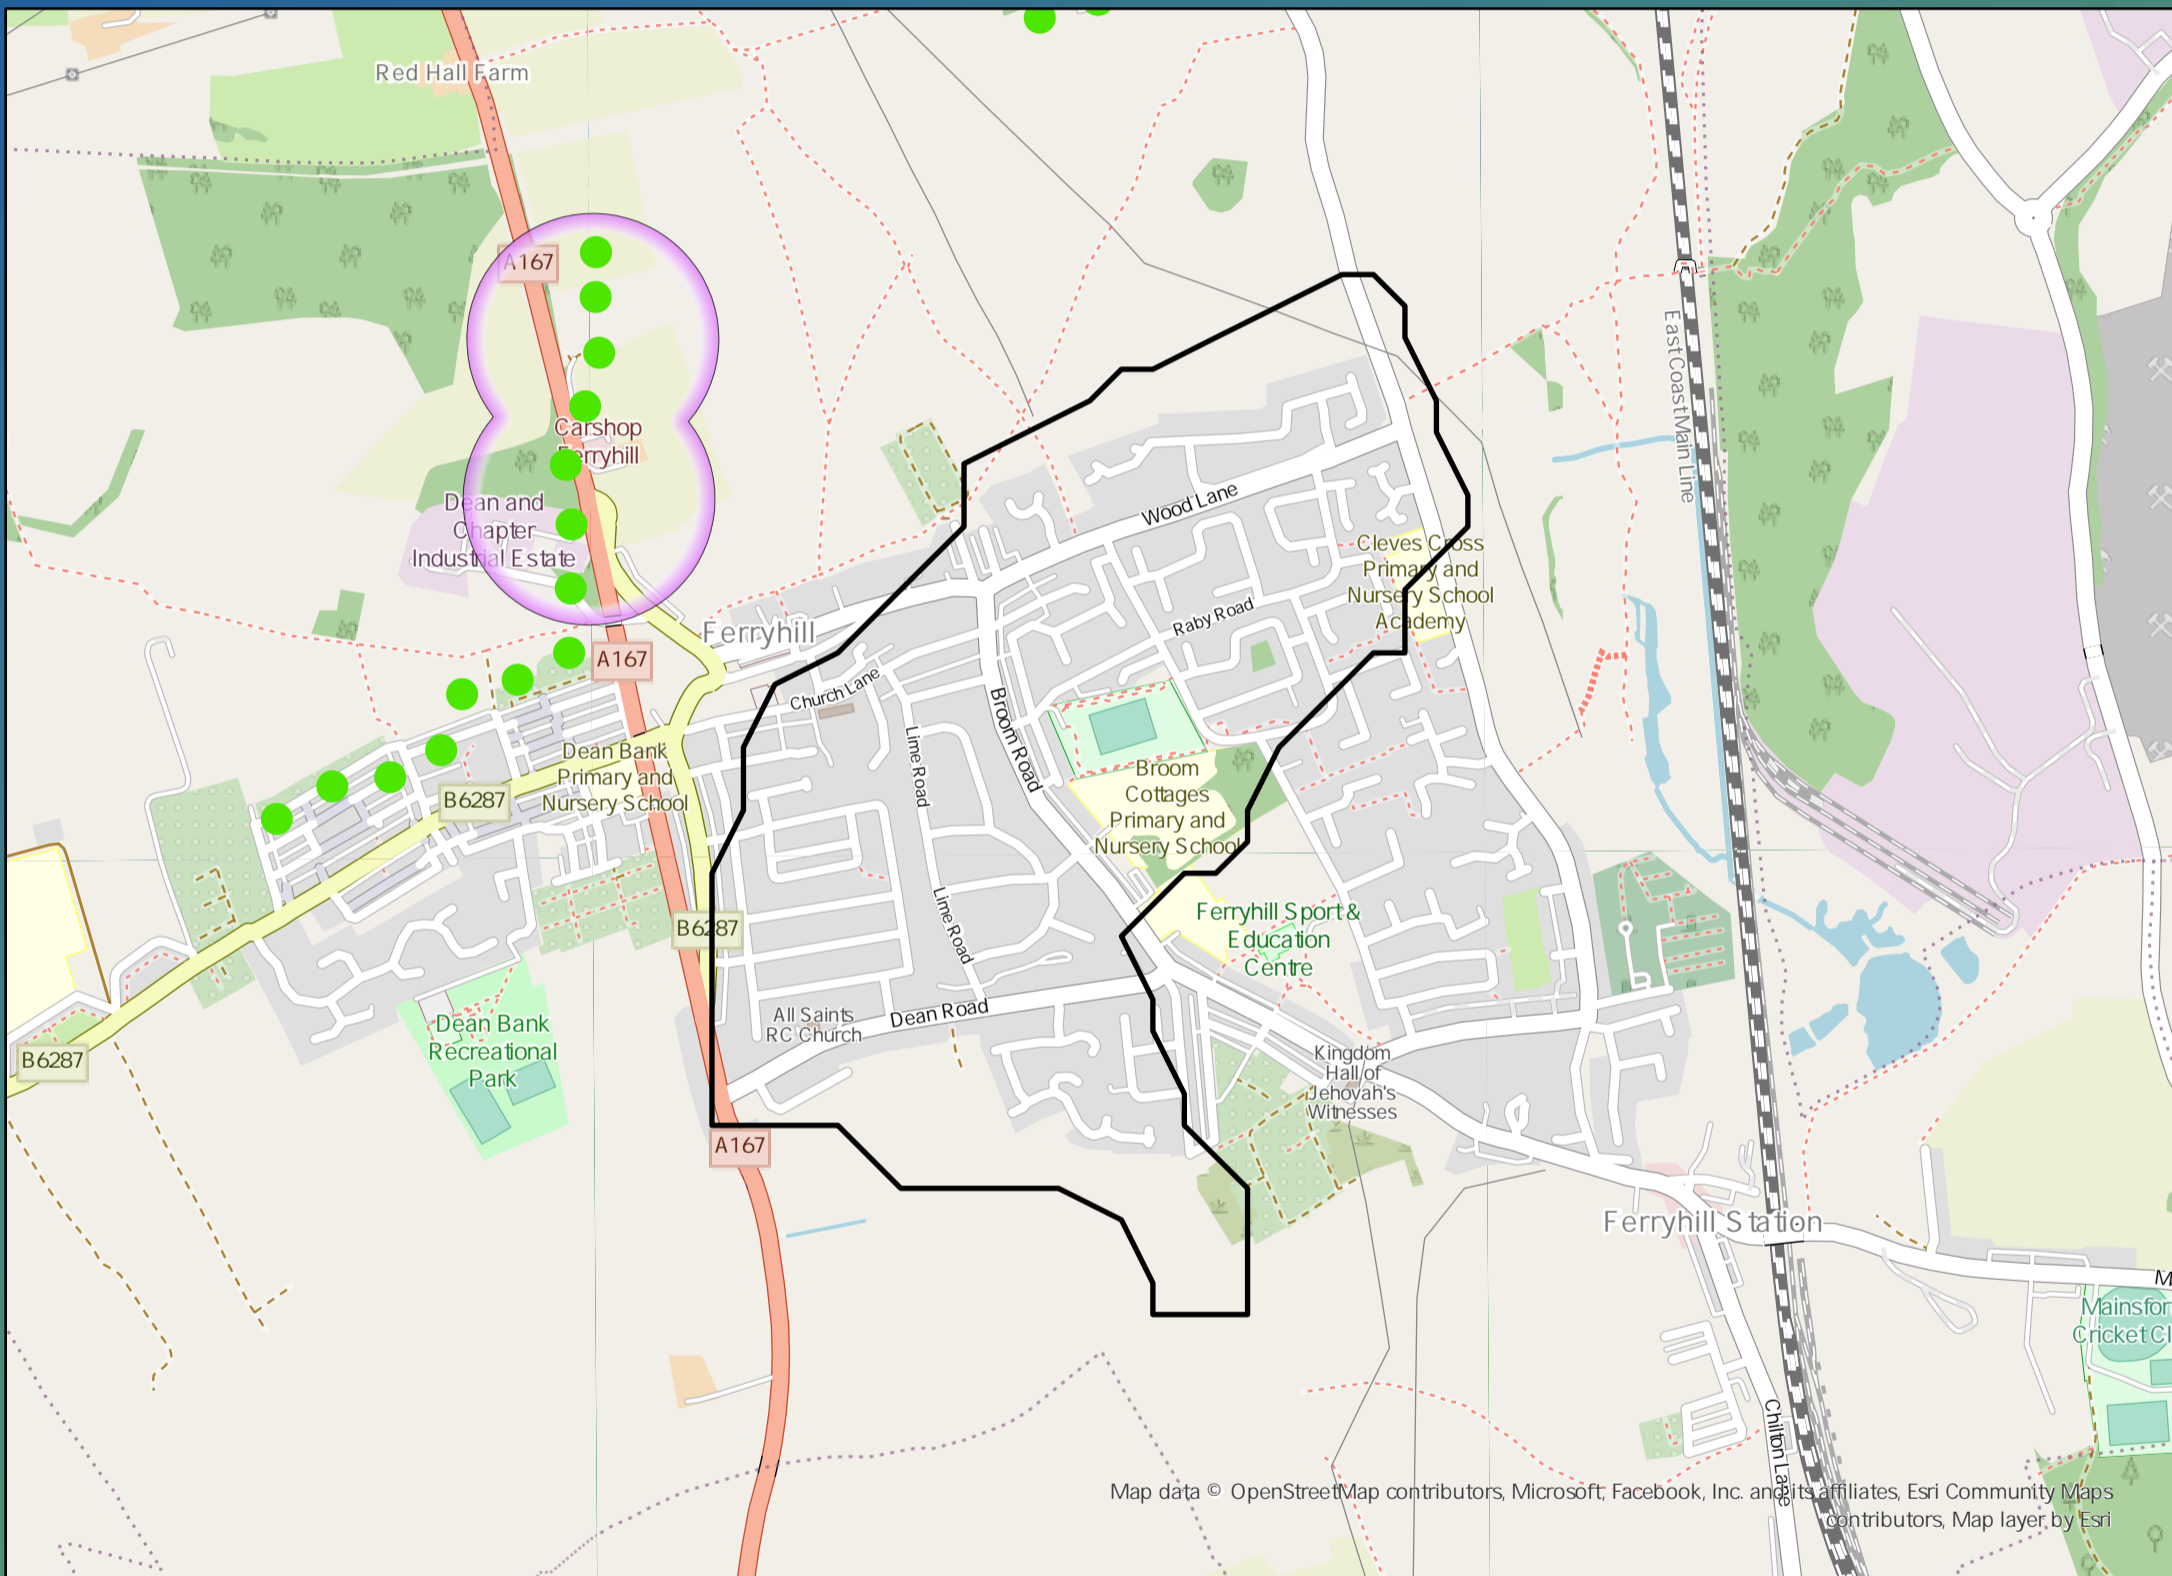 Red Hall Farm
A167
Carshop
Ferryhill
Dean and
Chapter
Industrial Estate
Wood Lane
Cleves Cross
Primary and
Nursery School
Academy
East Coast Main Line
Raby Road
Ferryhill
A167
Church Lane
Broom Road
Lime Road
Dean Bank
Primary and
Nursery School
B6287
Broom
Cottages
Primary and
Nursery School
B6287
Lime Road
Ferryhill Sport &
Education
Centre
All Saints
RC Church
Dean Road
Dean Bank
Recreational
Park
B6287
Kingdom
Hall of
Jehovah's
Witnesses
A167
Ferryhill Station
M
Mainsfor
Cricket Cl
Chilton Lane
Map data © OpenStreetMap contributors, Microsoft, Facebook, Inc. and its affiliates, Esri Community Maps
contributors, Map layer by Esri